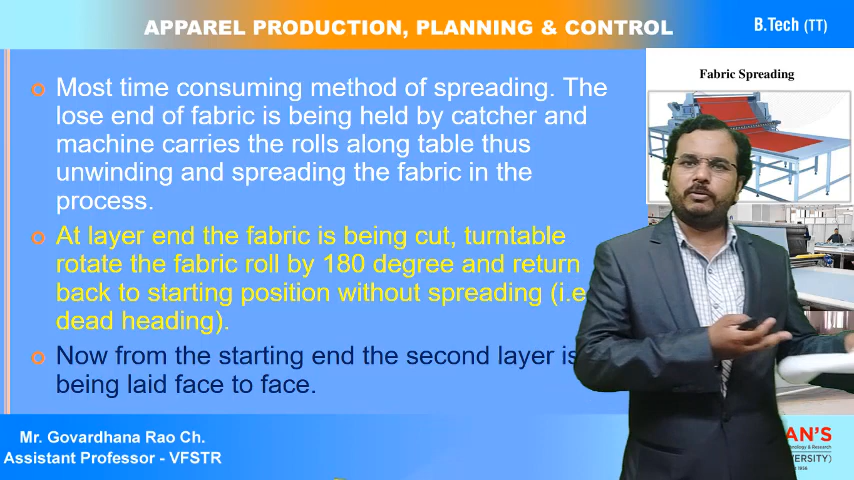 APPAREL PRODUCTION, PLANNING & CONTROL
B.Tech (TT)
Most time consuming method of spreading. The
lose end of fabric is being held by catcher and
machine carries the rolls along table thus
unwinding and spreading the fabric in the
process.
At layer end the fabric is being cut, turntable
rotate the fabric roll by 180 degree and return
back to starting position without spreading (i.e
dead heading).
Now from the starting end the second layer is
being laid face to face.
Fabric Spreading
Mr. Govardhana Rao Ch.
Assistant Professor - VFSTR
AN'S
hnology & Research
ERSITY)